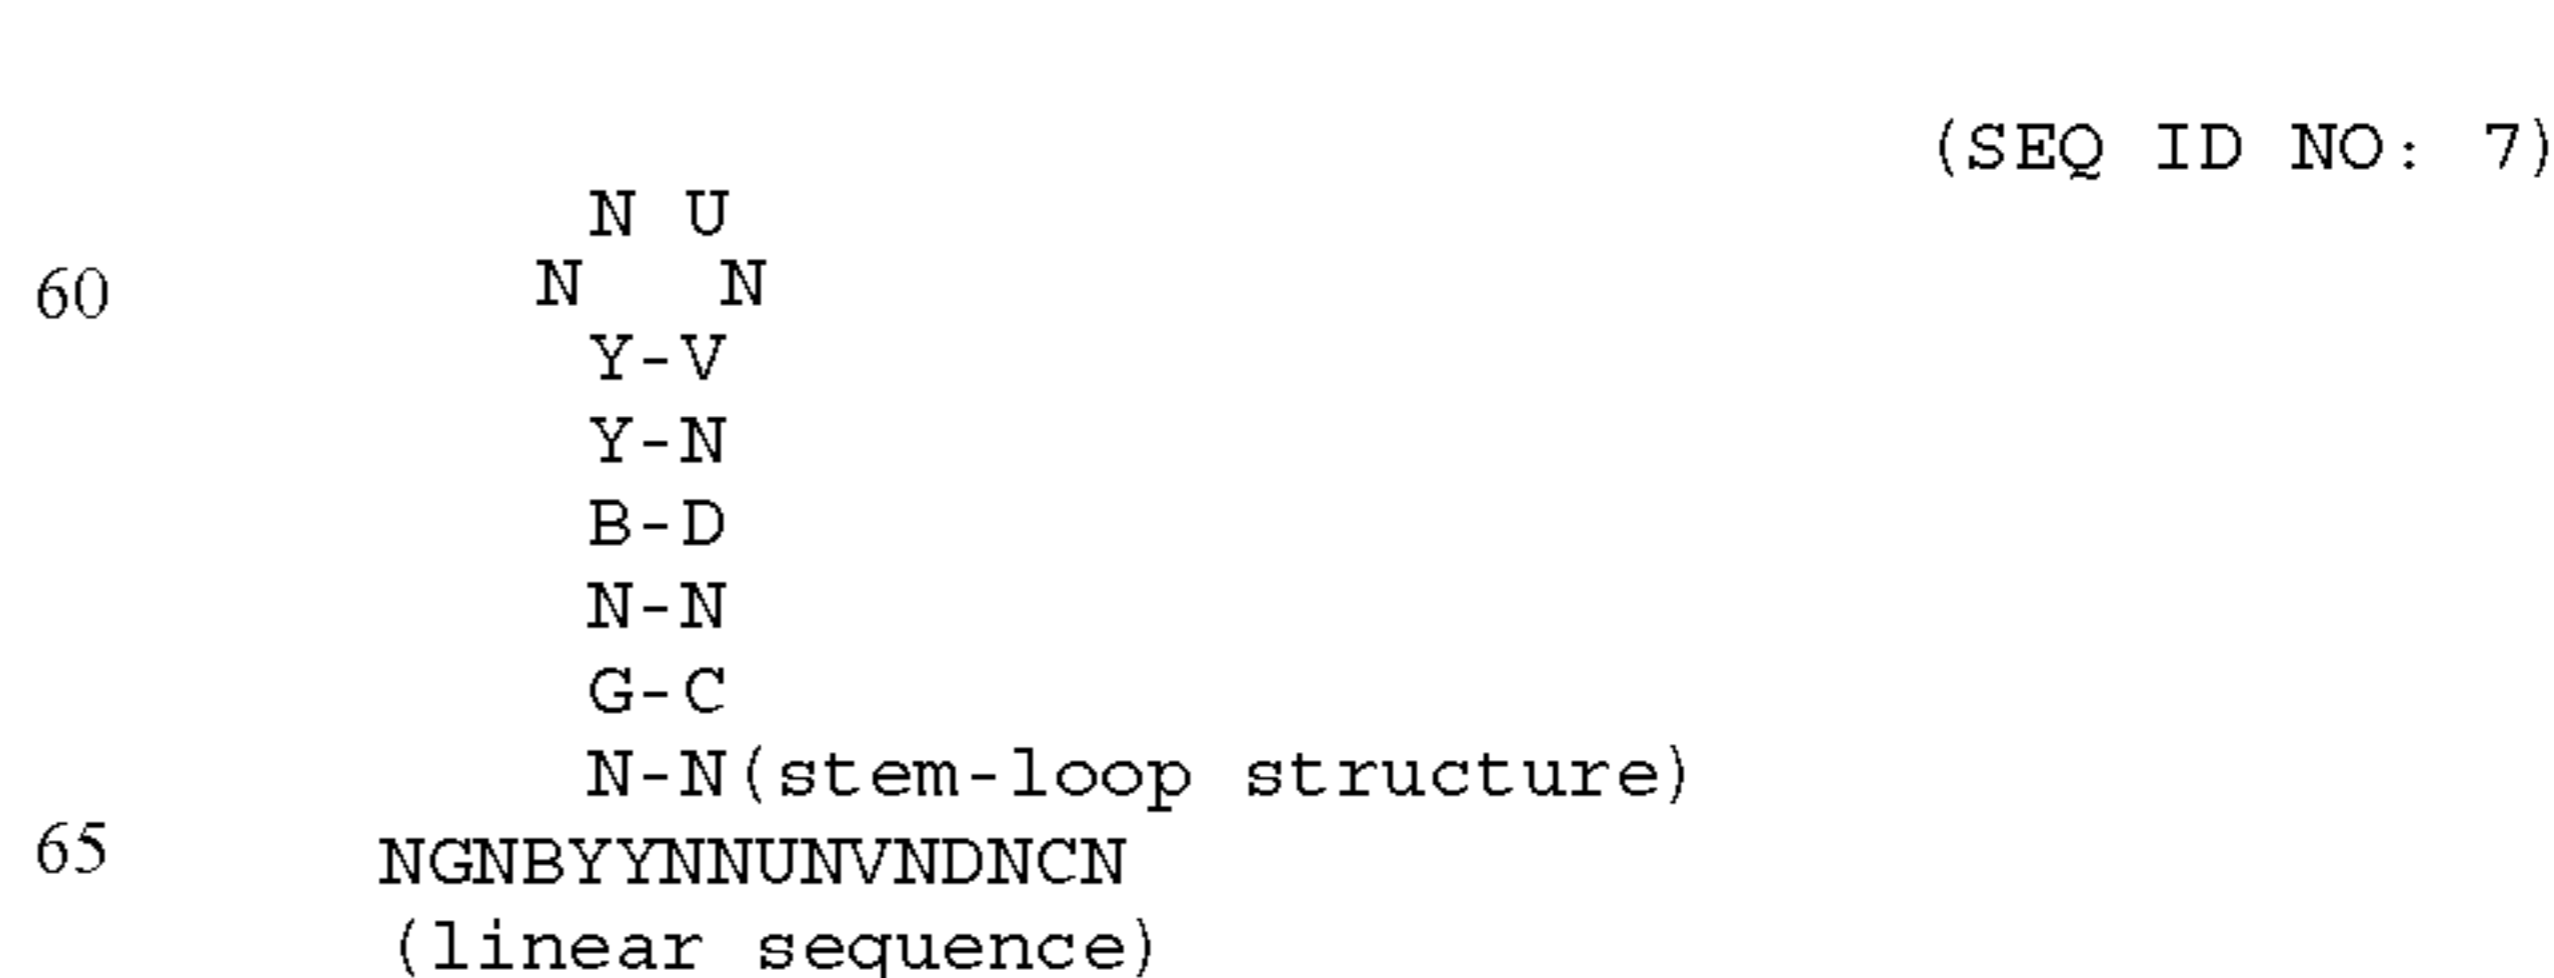 (SEQ ID NO: 7)
N U
60 N N
Y-V
Y-N
B-D
N-N
G-C
N-N(stem-loop structure)
65 NGNBYYNNUNVNDNCN
(linear sequence)